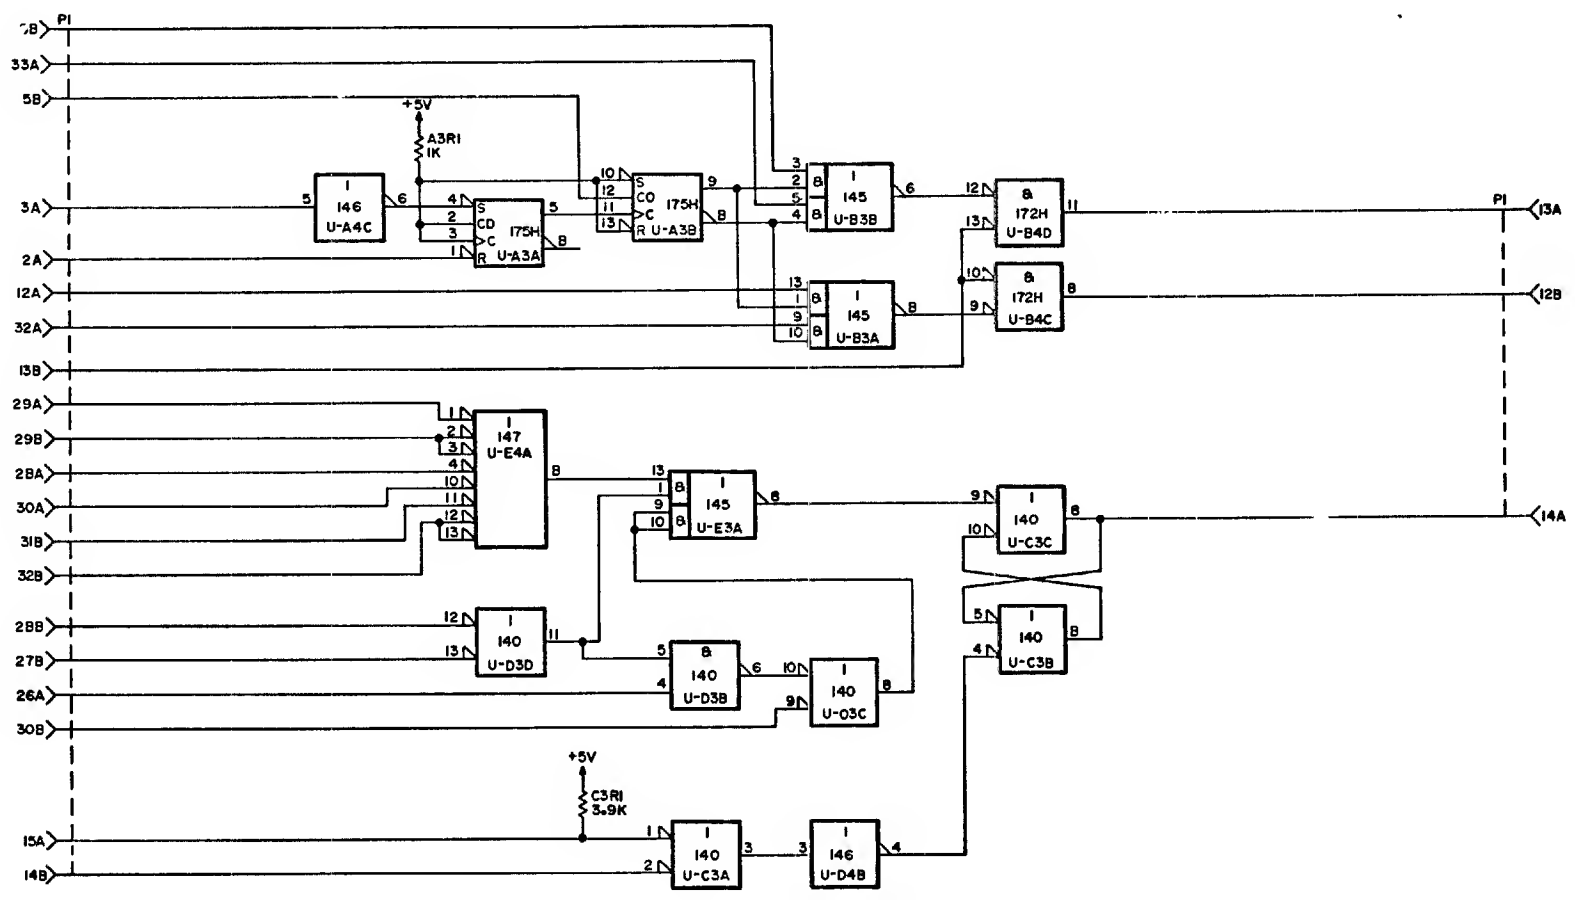 P1
33A
5B
+5V
A3R1
1K
3A
5
1
146
U-A4C
6
4
S
2
CD
3
C
1
R
175H
U-A3A
5
8
10
S
12
CO
11
C
13
R
175H
U-A3B
9
8
3
2
5
4
&
&
1
145
U-B3B
6
12
13
&
172H
U-B4D
11
P1
13A
2A
12A
32A
13
1
9
10
&
&
1
145
U-B3A
8
10
9
&
172H
U-B4C
8
12B
13B
29A
29B
28A
30A
31B
32B
1
2
3
4
10
11
12
13
1
147
U-E4A
8
13
1
9
10
&
&
1
145
U-E3A
8
9
10
1
140
U-C3C
8
14A
28B
27B
26A
30B
12
13
1
140
U-D3D
11
5
4
&
140
U-D3B
6
10
9
1
140
U-O3C
8
5
4
1
140
U-C3B
8
+5V
C3R1
3.9K
15A
14B
1
2
1
140
U-C3A
3
3
1
146
U-D4B
4